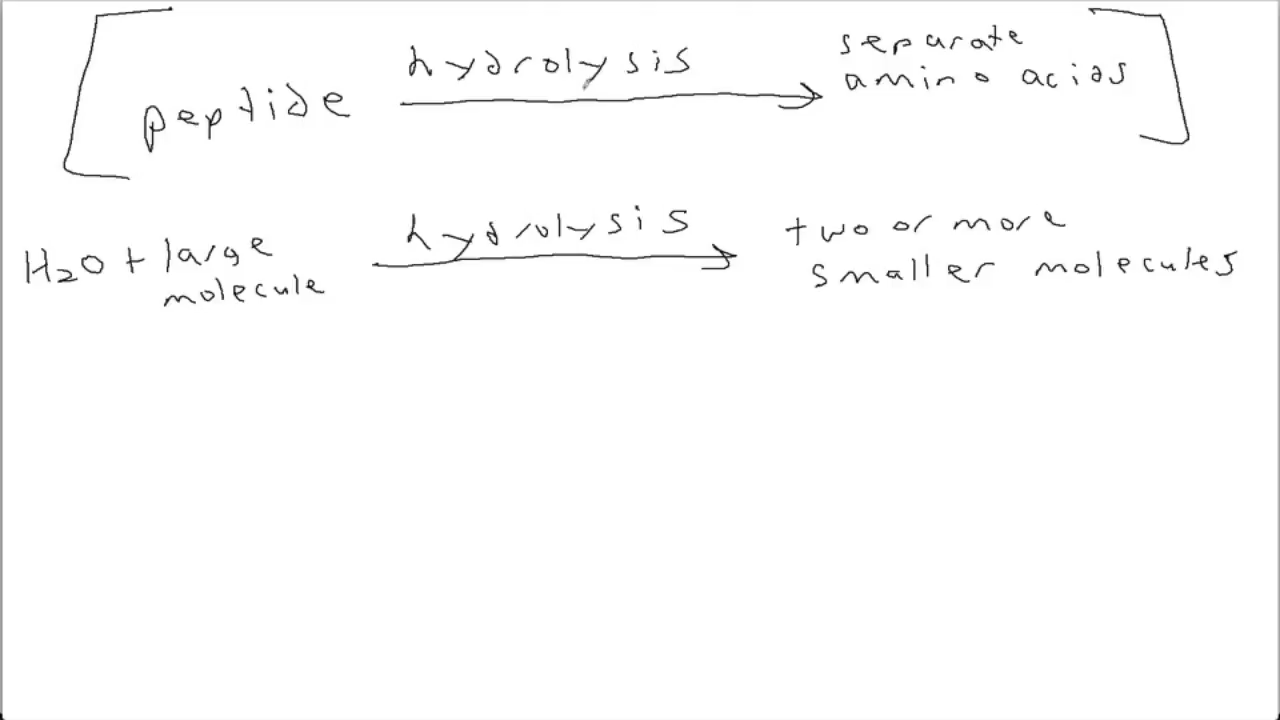 peptide hydrolysis separate
amino acids
H2O + large hydrolysis two or more
molecule smaller molecules